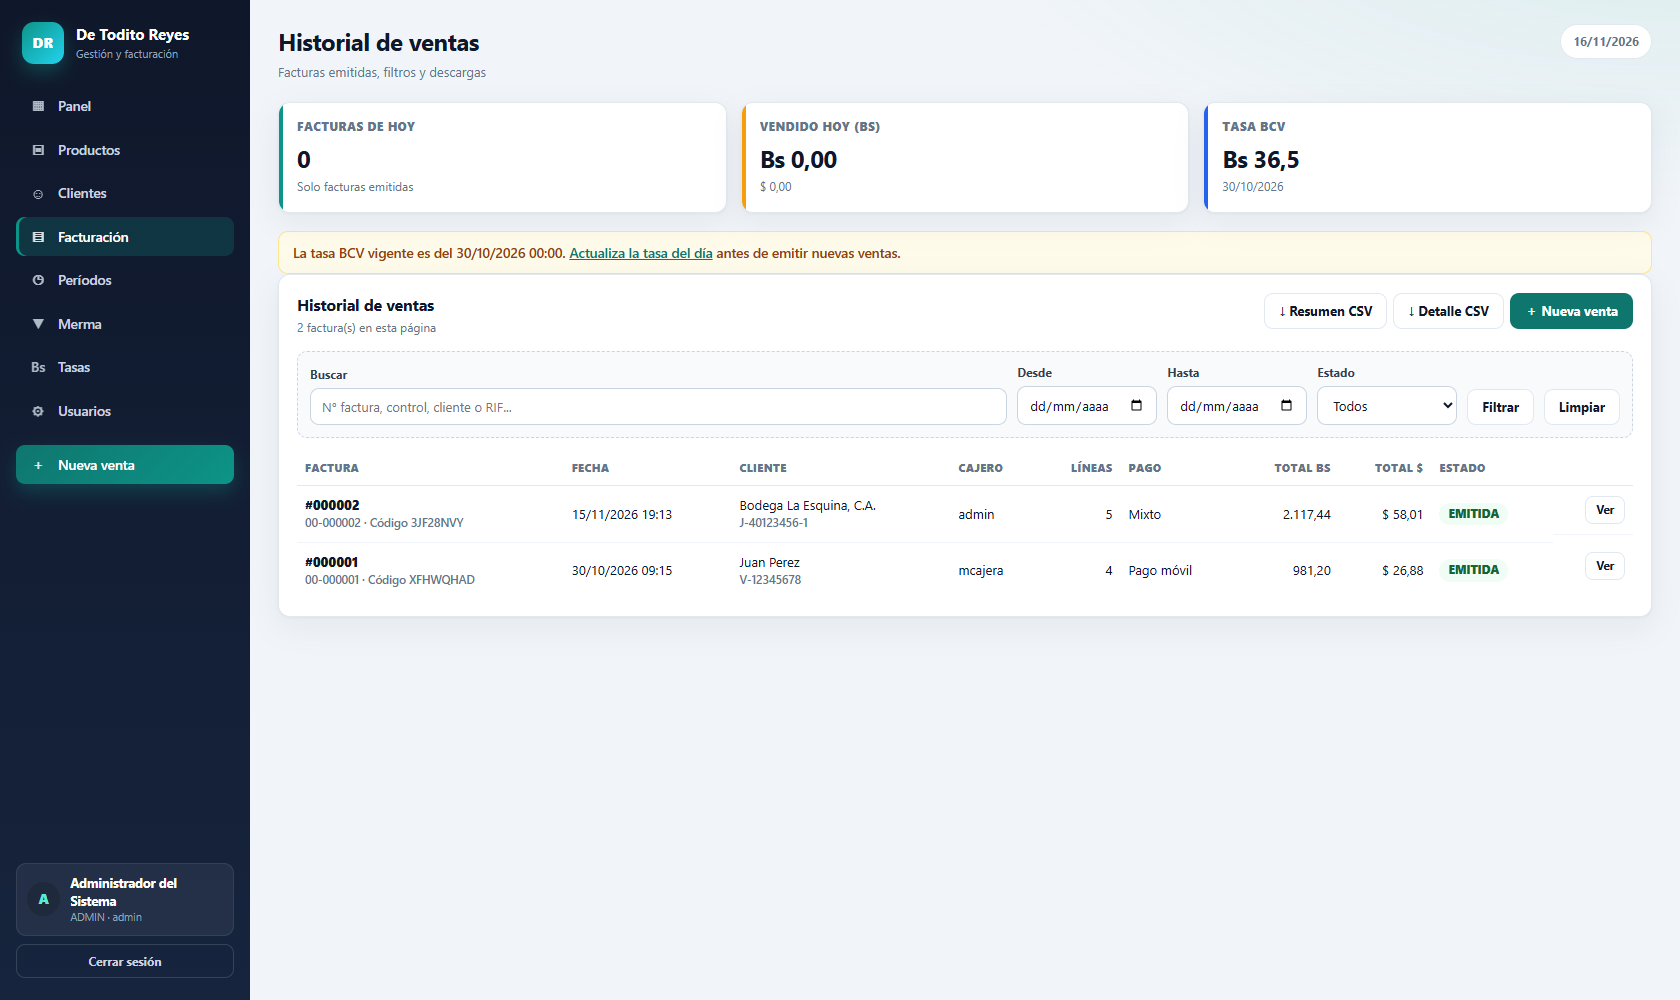 DR
De Todito Reyes
Gestión y facturación
Panel
Productos
Clientes
Facturación
Períodos
Merma
Bs Tasas
Usuarios
+ Nueva venta
A
Administrador del
Sistema
ADMIN · admin
Cerrar sesión
Historial de ventas
Facturas emitidas, filtros y descargas
16/11/2026
FACTURAS DE HOY
0
Solo facturas emitidas
VENDIDO HOY (BS)
Bs 0,00
$ 0,00
TASA BCV
Bs 36,5
30/10/2026
La tasa BCV vigente es del 30/10/2026 00:00. Actualiza la tasa del día antes de emitir nuevas ventas.
Historial de ventas
2 factura(s) en esta página
↓ Resumen CSV
↓ Detalle CSV
+ Nueva venta
Buscar
N° factura, control, cliente o RIF...
Desde
dd/mm/aaaa
Hasta
dd/mm/aaaa
Estado
Todos
Filtrar
Limpiar
FACTURA FECHA CLIENTE CAJERO LÍNEAS PAGO TOTAL BS TOTAL $ ESTADO
#000002
00-000002 · Código 3JF28NVY
15/11/2026 19:13
Bodega La Esquina, C.A.
J-40123456-1
admin 5 Mixto 2.117,44 $ 58,01 EMITIDA Ver
#000001
00-000001 · Código XFHWQHAD
30/10/2026 09:15
Juan Perez
V-12345678
mcajera 4 Pago móvil 981,20 $ 26,88 EMITIDA Ver